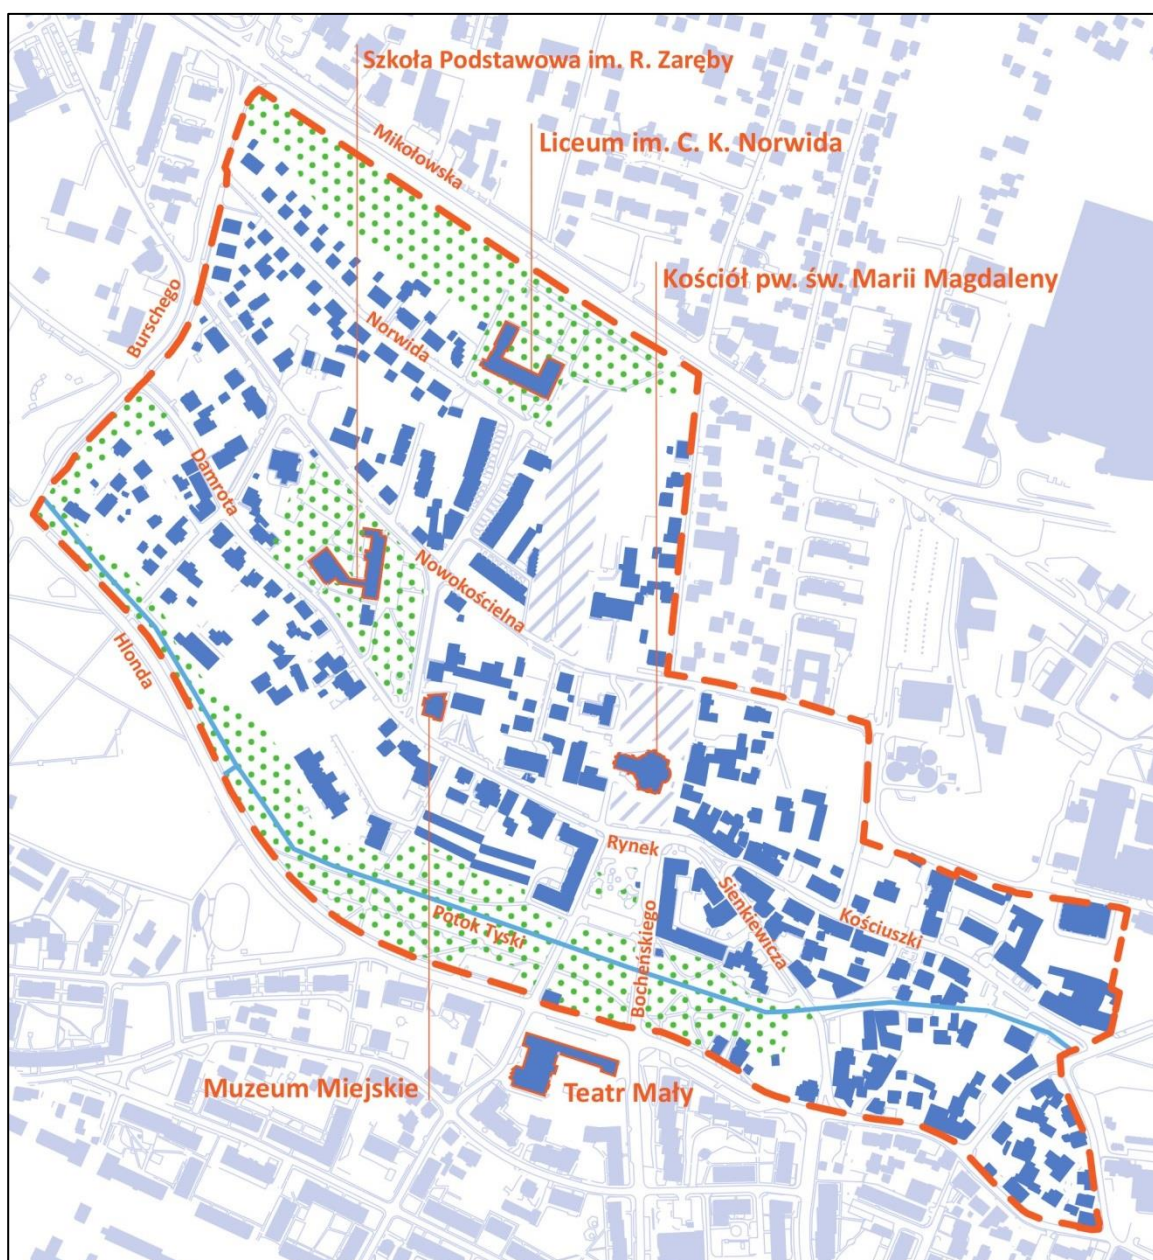 Szkoła Podstawowa im. R. Zaręby
Mikołowska
Liceum im. C. K. Norwida
Kościół pw. św. Marii Magdaleny
Burschego
Norwida
Damrota
Nowokościelna
Hlonda
Rynek
Sienkiewicza
Kościuszki
Potok Tyski
Bocheńskiego
Muzeum Miejskie
Teatr Mały